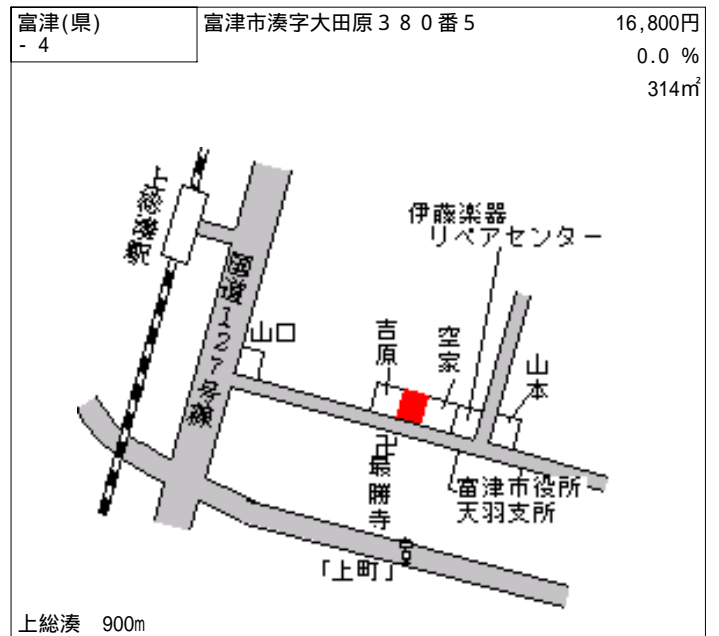 富津(県)
- 4
富津市湊字大田原３８０番５
16,800円
0.0 %
314㎡
上総湊駅
国道１２７号線
山口
吉原
空家
伊藤楽器
リペアセンター
山本
卍
最勝寺
富津市役所
天羽支所
「上町」
上総湊 900m